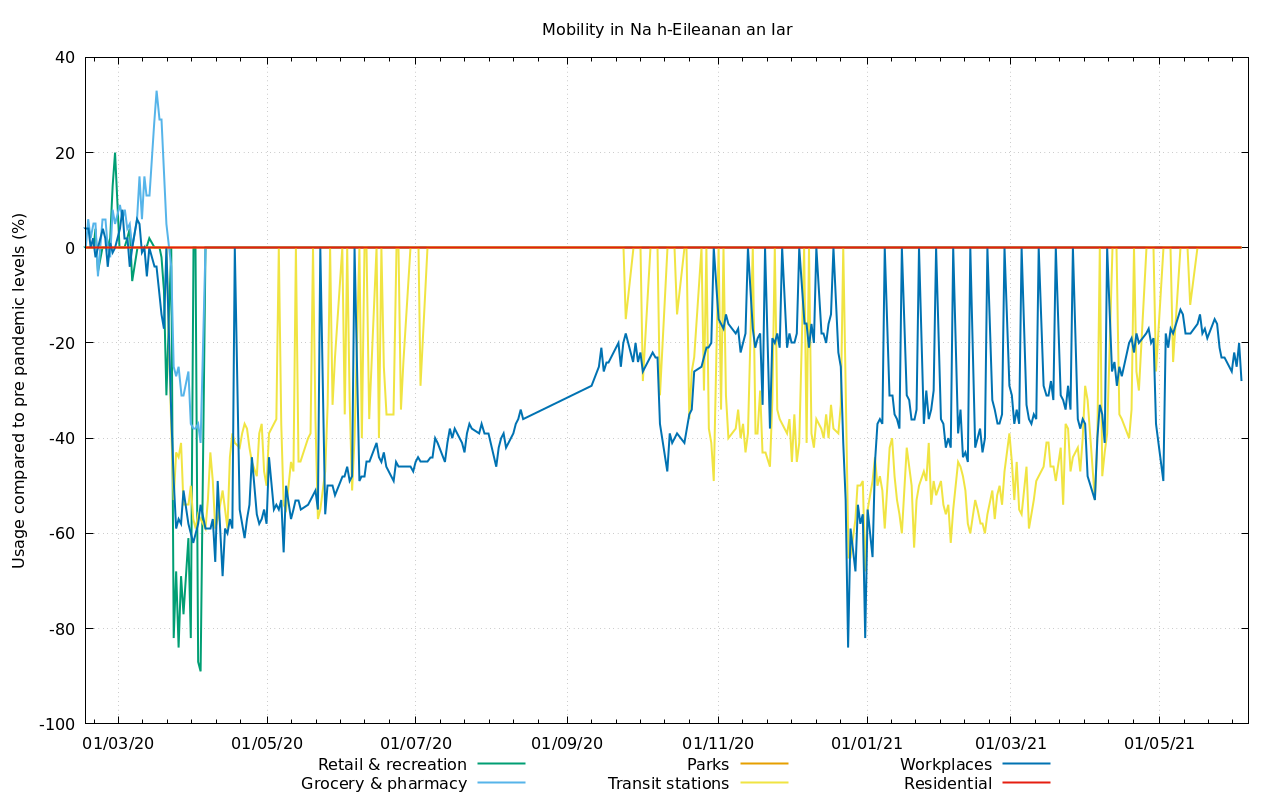 Mobility in Na h-Eileanan an Iar
Usage compared to pre pandemic levels (%)
40
20
0
-20
-40
-60
-80
-100
01/03/20 01/05/20 01/07/20 01/09/20 01/11/20 01/01/21 01/03/21 01/05/21
Retail & recreation Parks Workplaces
Grocery & pharmacy Transit stations Residential